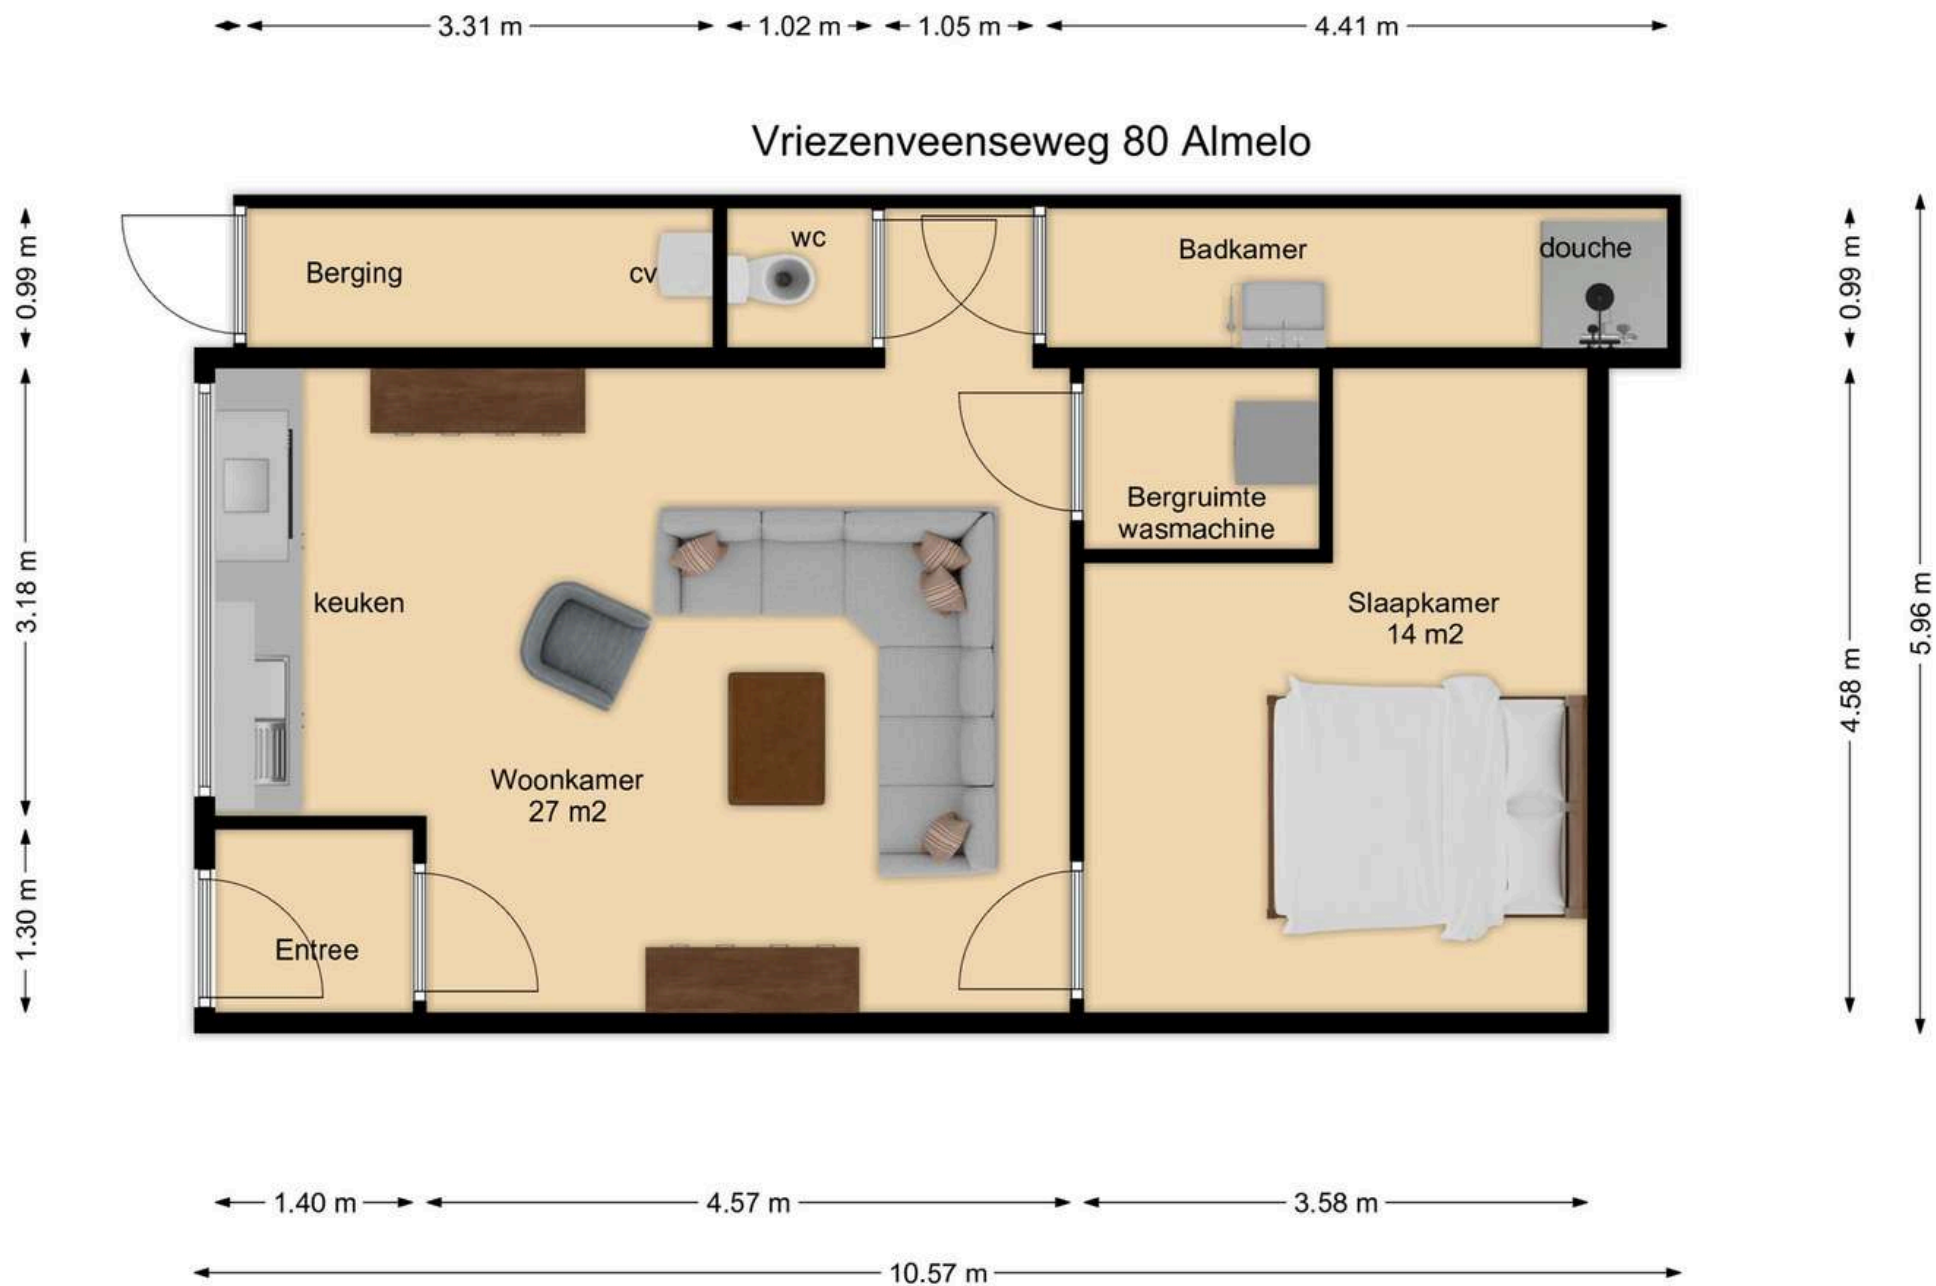 3.31 m
1.02 m
1.05 m
4.41 m
Vriezenveenseweg 80 Almelo
0.99 m
Berging
cv
wc
Badkamer
douche
0.99 m
3.18 m
keuken
Bergruimte
wasmachine
Slaapkamer
14 m2
4.58 m
5.96 m
Woonkamer
27 m2
1.30 m
Entree
1.40 m
4.57 m
3.58 m
10.57 m